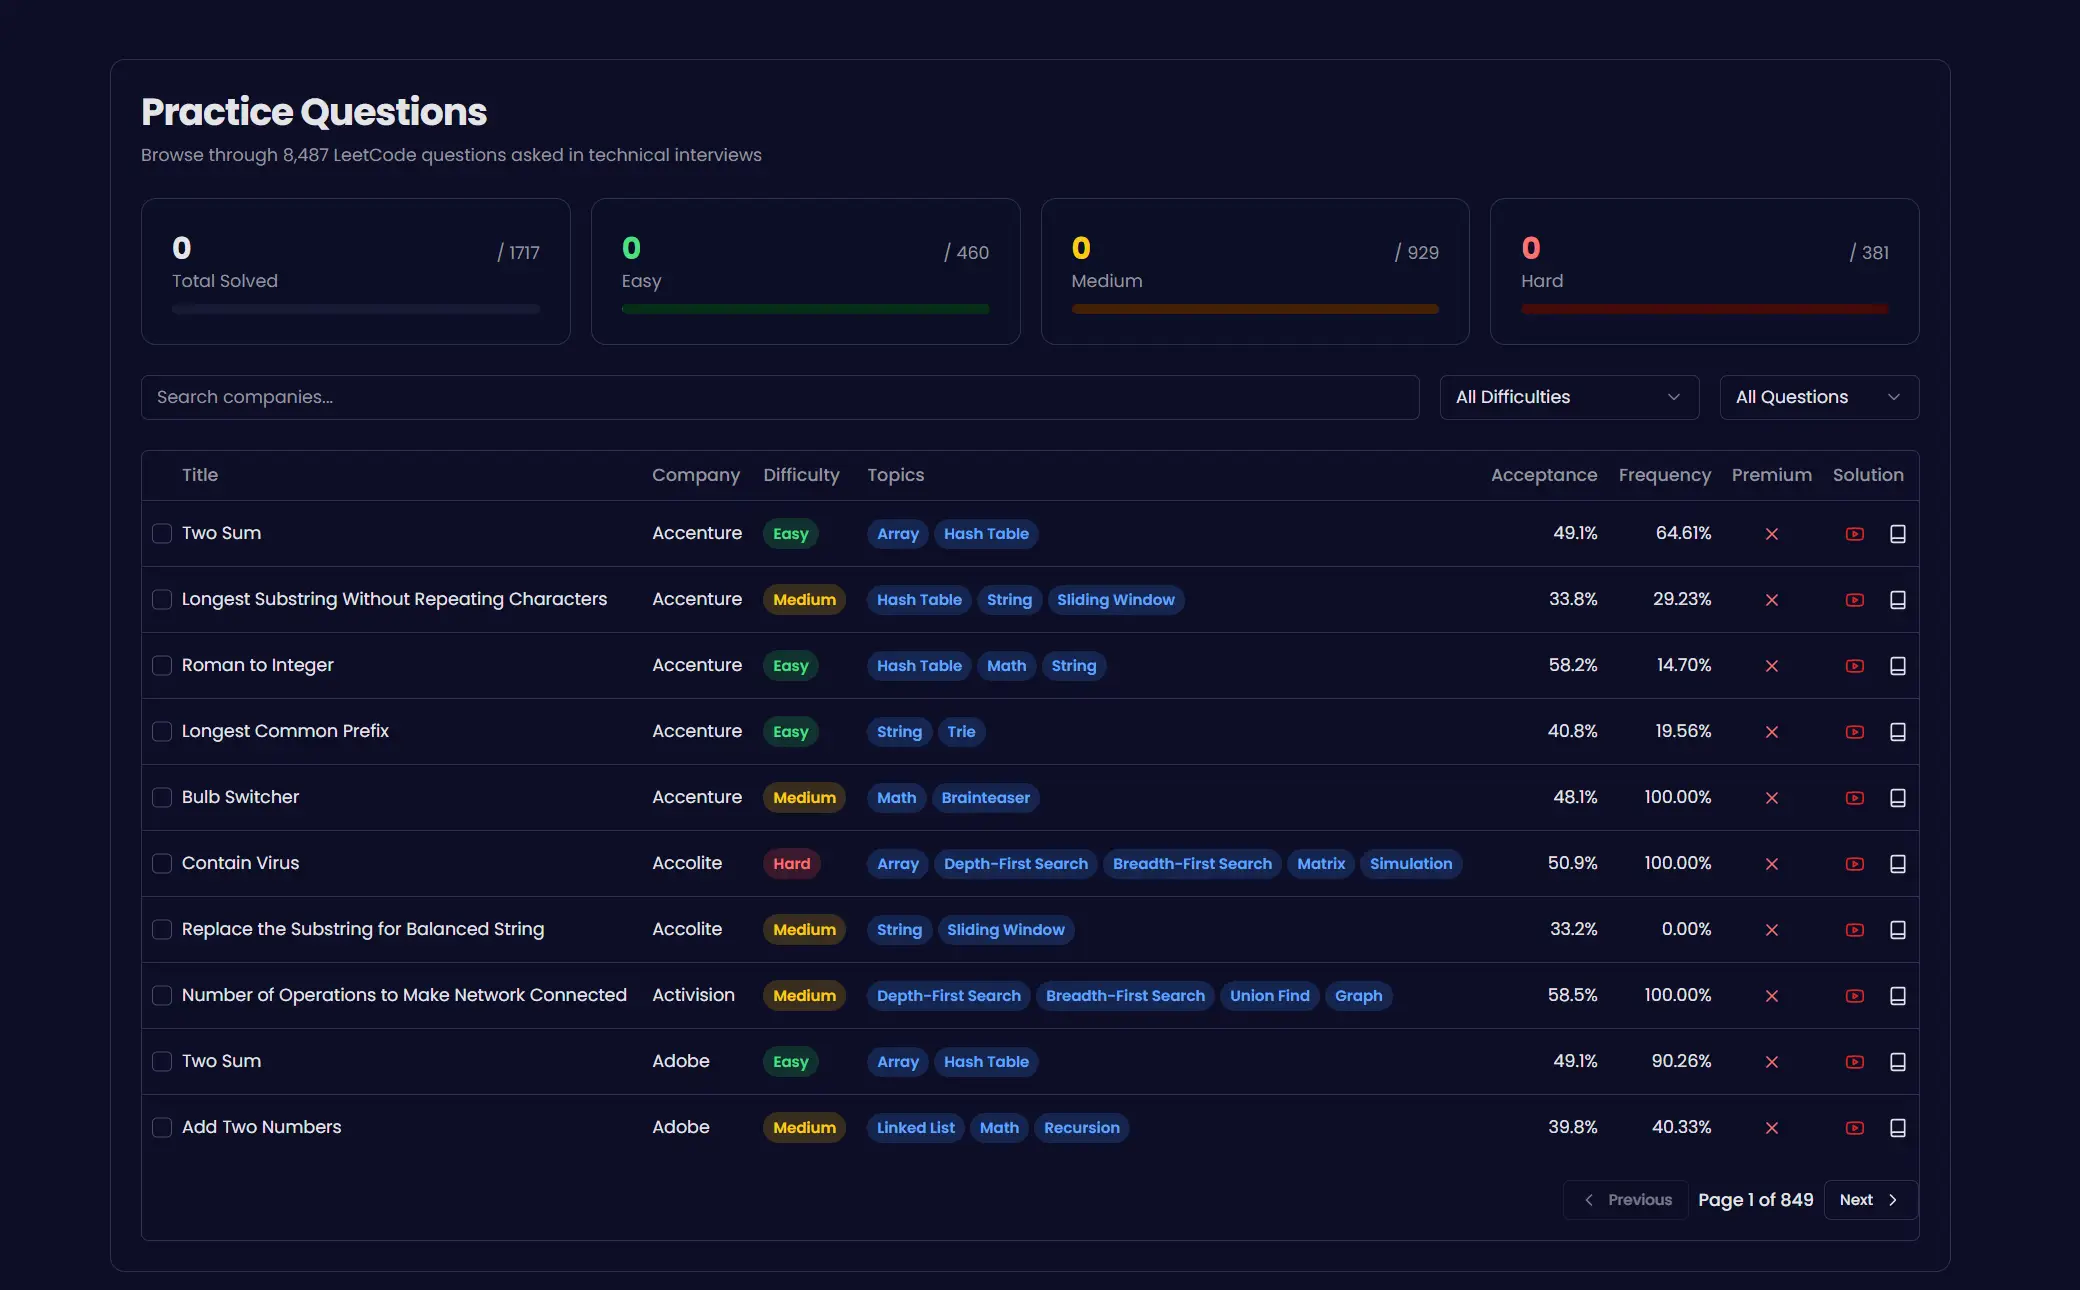 Practice Questions
Browse through 8,487 LeetCode questions asked in technical interviews
0 / 1717
Total Solved
0 / 460
Easy
0 / 929
Medium
0 / 381
Hard
Search companies... All Difficulties All Questions
Title Company Difficulty Topics Acceptance Frequency Premium Solution
Two Sum Accenture Easy Array Hash Table 49.1% 64.61%
Longest Substring Without Repeating Characters Accenture Medium Hash Table String Sliding Window 33.8% 29.23%
Roman to Integer Accenture Easy Hash Table Math String 58.2% 14.70%
Longest Common Prefix Accenture Easy String Trie 40.8% 19.56%
Bulb Switcher Accenture Medium Math Brainteaser 48.1% 100.00%
Contain Virus Accolite Hard Array Depth-First Search Breadth-First Search Matrix Simulation 50.9% 100.00%
Replace the Substring for Balanced String Accolite Medium String Sliding Window 33.2% 0.00%
Number of Operations to Make Network Connected Activision Medium Depth-First Search Breadth-First Search Union Find Graph 58.5% 100.00%
Two Sum Adobe Easy Array Hash Table 49.1% 90.26%
Add Two Numbers Adobe Medium Linked List Math Recursion 39.8% 40.33%
Previous Page 1 of 849 Next